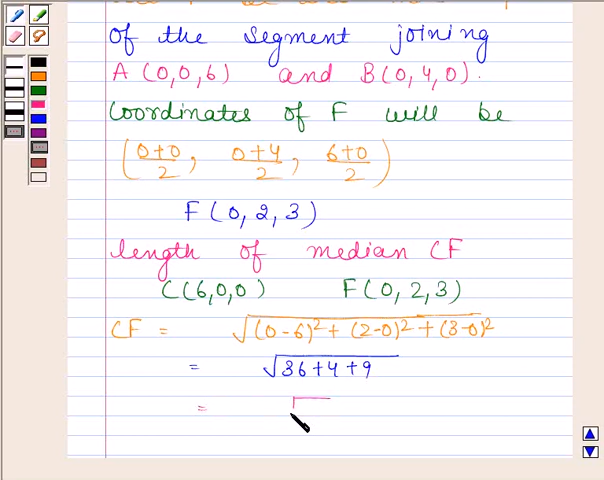 of the segment joining
A(0,0,6) and B(0,4,0).
Coordinates of F will be
(0+0/2, 0+4/2, 6+0/2)
F(0,2,3)
length of median CF
C(6,0,0) F(0,2,3)
CF = √(0-6)²+(2-0)²+(3-0)²
= √36+4+9
= √